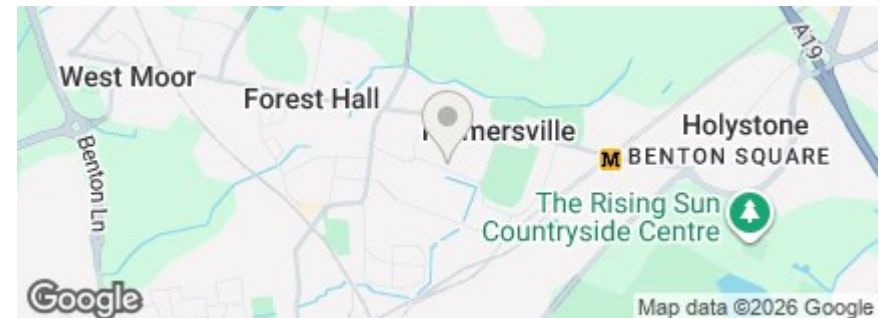 A19
West Moor
Forest Hall
Holystone
BENTON SQUARE
M
Benton Ln
The Rising Sun
Countryside Centre
Google
Map data ©2026 Google